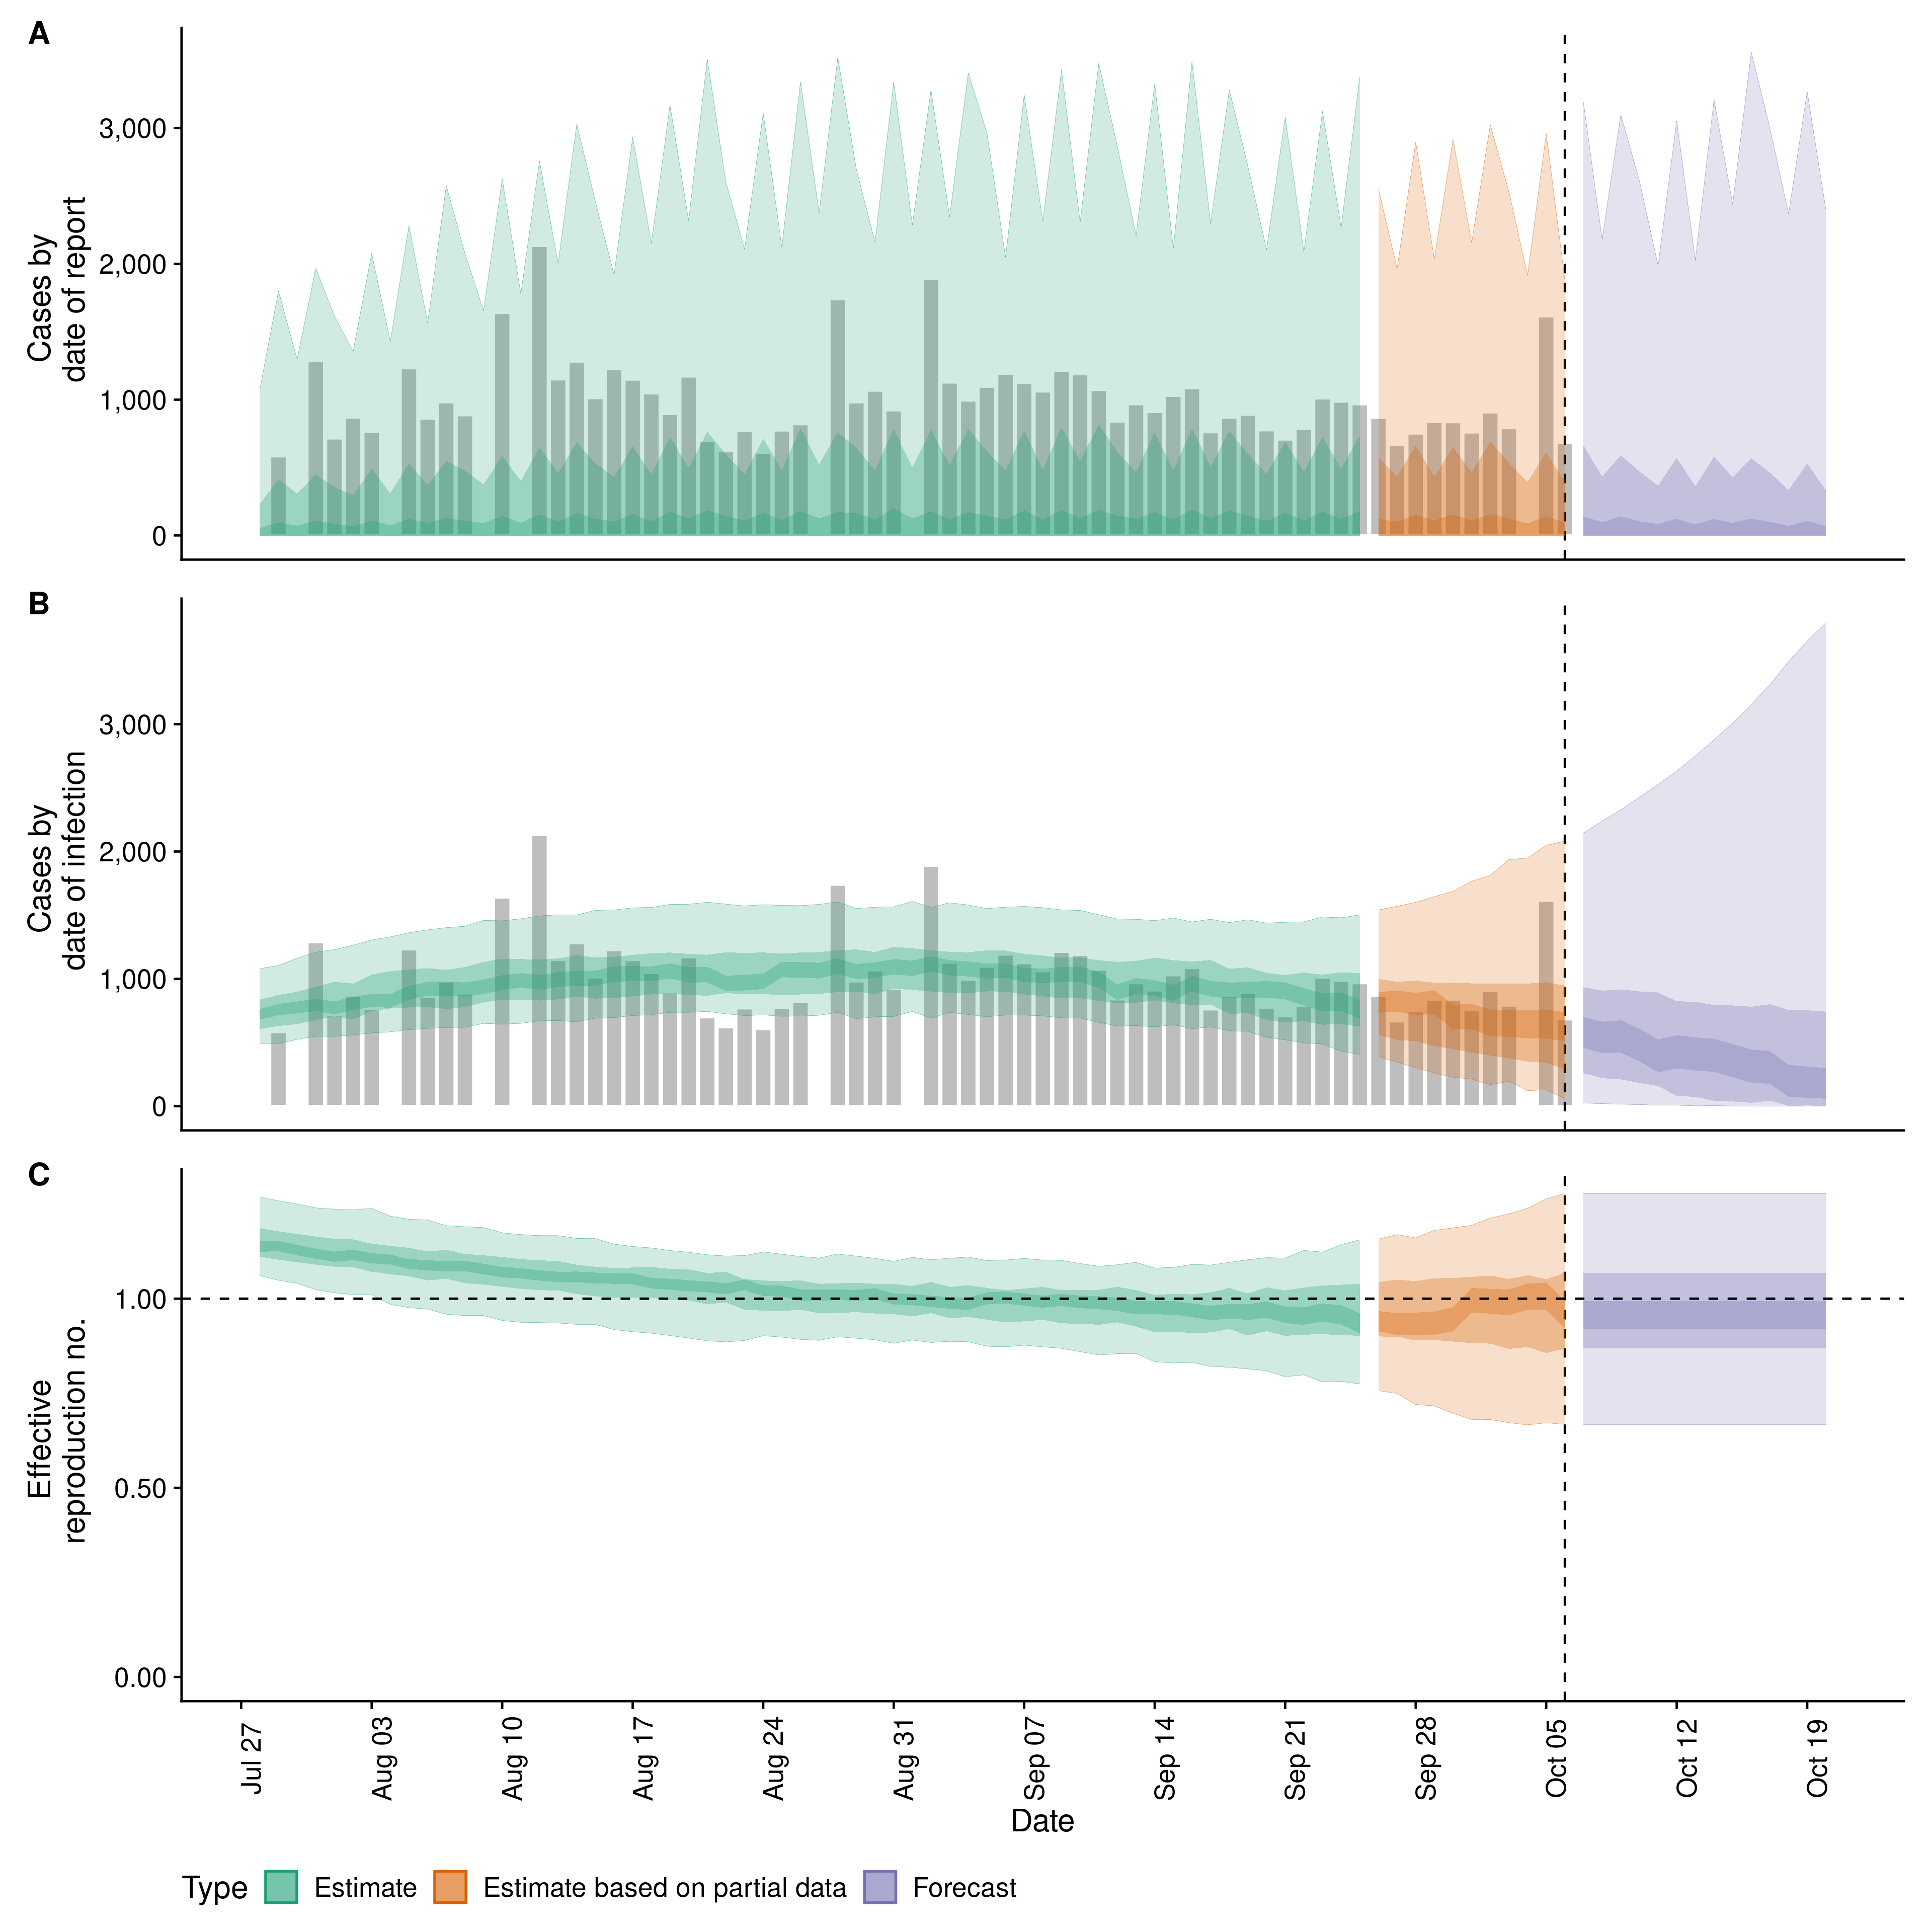 A
Cases by
date of report
3,000
2,000
1,000
0
B
Cases by
date of infection
3,000
2,000
1,000
0
C
Effective
reproduction no.
1.00
0.50
0.00
Jul 27
Aug 03
Aug 10
Aug 17
Aug 24
Aug 31
Sep 07
Sep 14
Sep 21
Sep 28
Oct 05
Oct 12
Oct 19
Date
Type
Estimate
Estimate based on partial data
Forecast